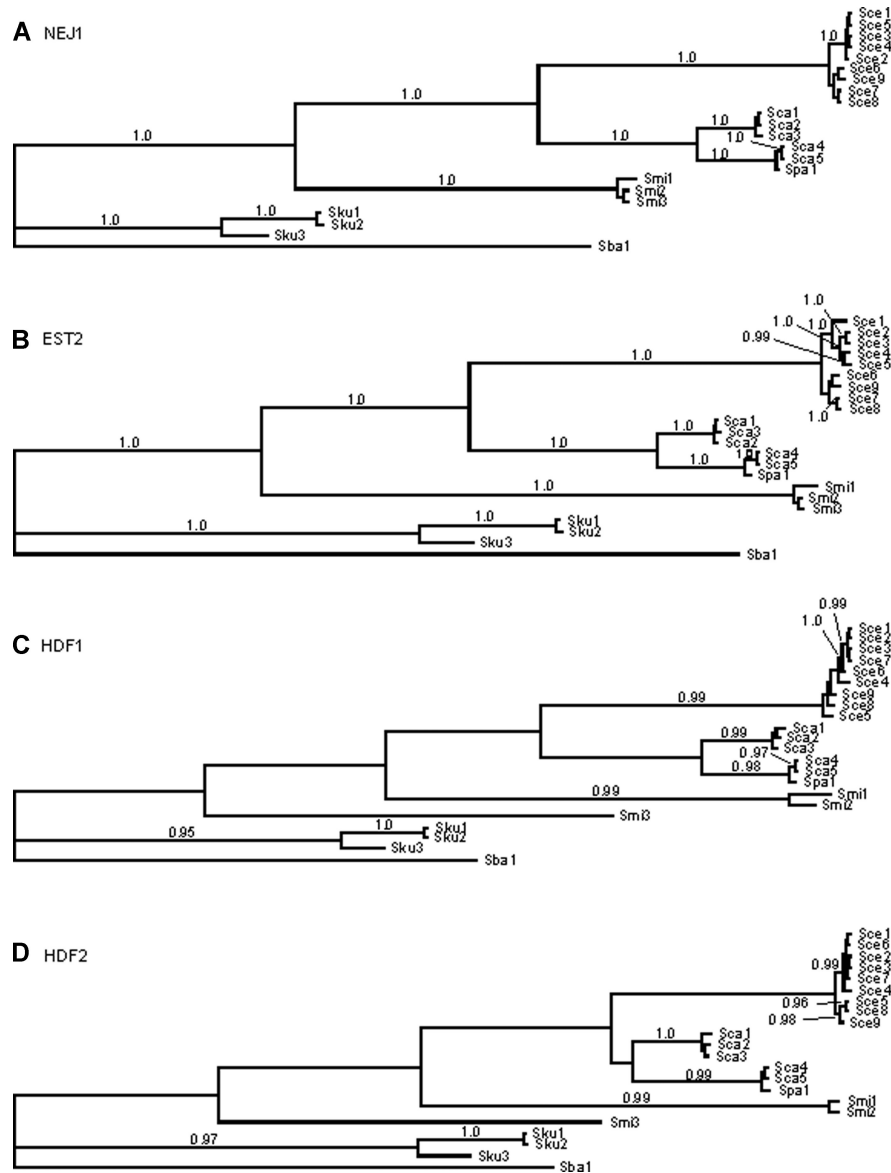 A NEJ1
1.0
1.0
1.0
1.0
Sce1
Sce5
Sce3
Sce4
Sce2
Sce6
Sce9
Sce7
Sce8
1.0
1.0
1.0
1.0
Sca1
Sca2
Sca3
Sca4
Sca5
Spa1
1.0
Smi1
Smi2
Smi3
1.0
1.0
Sku1
Sku2
Sku3
Sba1
B EST2
1.0
1.0
1.0
1.0
1.0
0.99
1.0
1.0
Sce1
Sce2
Sce3
Sce4
Sce5
Sce6
Sce9
Sce7
Sce8
1.0
1.0
1.0
1.0
Sca1
Sca3
Sca2
Sca4
Sca5
Spa1
1.0
Smi1
Smi2
Smi3
1.0
1.0
Sku1
Sku2
Sku3
Sba1
C HDF1
0.99
1.0
0.99
Sce1
Sce2
Sce3
Sce7
Sce6
Sce4
Sce9
Sce8
Sce5
0.99
0.97
0.98
Sca1
Sca2
Sca3
Sca4
Sca5
Spa1
0.99
Smi1
Smi2
Smi3
0.95
1.0
Sku1
Sku2
Sku3
Sba1
D HDF2
0.99
0.96
0.98
Sce1
Sce6
Sce2
Sce3
Sce7
Sce4
Sce5
Sce8
Sce9
1.0
0.99
Sca1
Sca2
Sca3
Sca4
Sca5
Spa1
0.99
Smi1
Smi2
Smi3
0.97
1.0
Sku1
Sku2
Sku3
Sba1